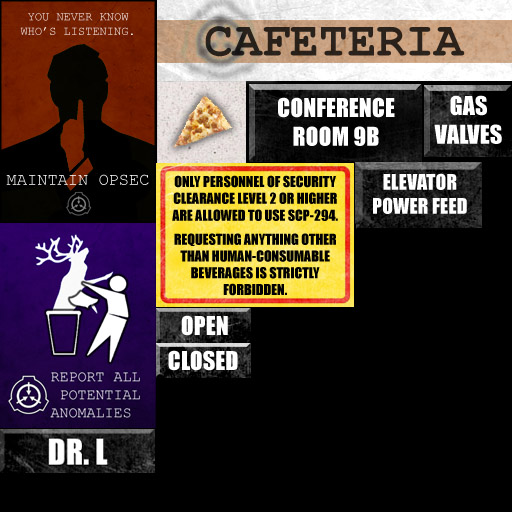 YOU NEVER KNOW
WHO'S LISTENING.
MAINTAIN OPSEC
CAFETERIA
CONFERENCE
ROOM 9B
GAS
VALVES
ONLY PERSONNEL OF SECURITY
CLEARANCE LEVEL 2 OR HIGHER
ARE ALLOWED TO USE SCP-294.
REQUESTING ANYTHING OTHER
THAN HUMAN-CONSUMABLE
BEVERAGES IS STRICTLY
FORBIDDEN.
ELEVATOR
POWER FEED
OPEN
CLOSED
REPORT ALL
POTENTIAL
ANOMALIES
DR. L